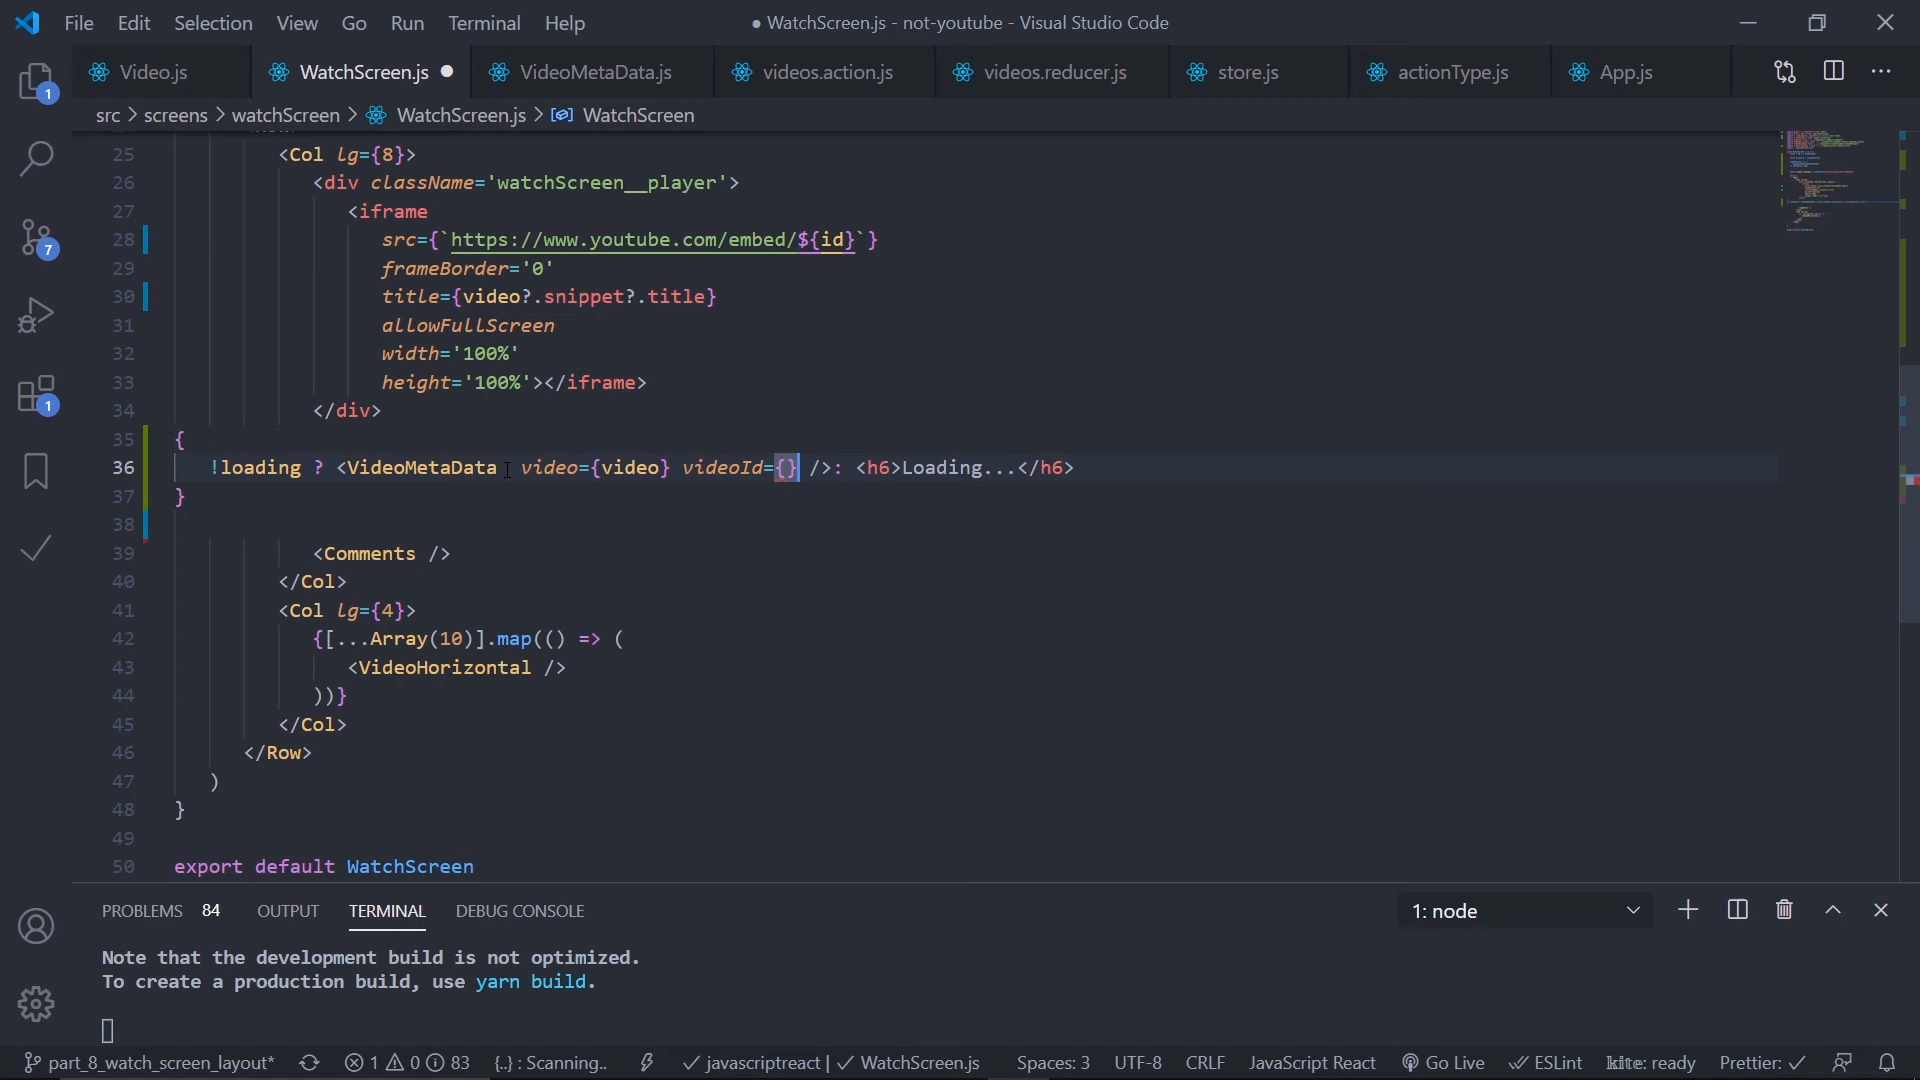 File Edit Selection View Go Run Terminal Help
● WatchScreen.js - not-youtube - Visual Studio Code
Video.js WatchScreen.js VideoMetaData.js videos.action.js videos.reducer.js store.js actionType.js App.js
src > screens > watchScreen > WatchScreen.js > WatchScreen
25 <Col lg={8}>
26 <div className='watchScreen__player'>
27 <iframe
28 src={`https://www.youtube.com/embed/${id}`}
29 frameBorder='0'
30 title={video?.snippet?.title}
31 allowFullScreen
32 width='100%'
33 height='100%'></iframe>
34 </div>
35 {
36 !loading ? <VideoMetaData video={video} videoId={} />: <h6>Loading...</h6>
37 }
38
39 <Comments />
40 </Col>
41 <Col lg={4}>
42 {[...Array(10)].map(() => (
43 <VideoHorizontal />
44 ))}
45 </Col>
46 </Row>
47 )
48 }
49
50 export default WatchScreen
PROBLEMS 84 OUTPUT TERMINAL DEBUG CONSOLE 1: node
Note that the development build is not optimized.
To create a production build, use yarn build.
part_8_watch_screen_layout* 1 0 83 {..} : Scanning.. javascriptreact | WatchScreen.js Spaces: 3 UTF-8 CRLF JavaScript React Go Live ESLint kite: ready Prettier: ✓
1
7
1